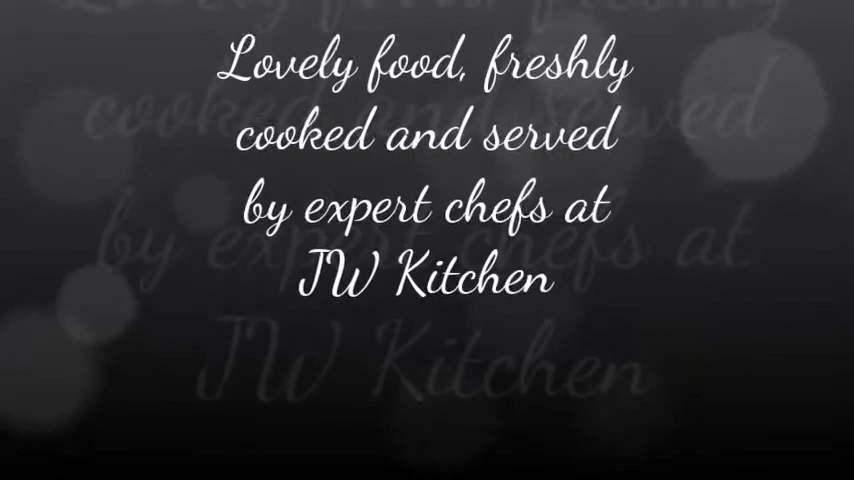 Lovely food, freshly
cooked and served
by expert chefs at
JW Kitchen